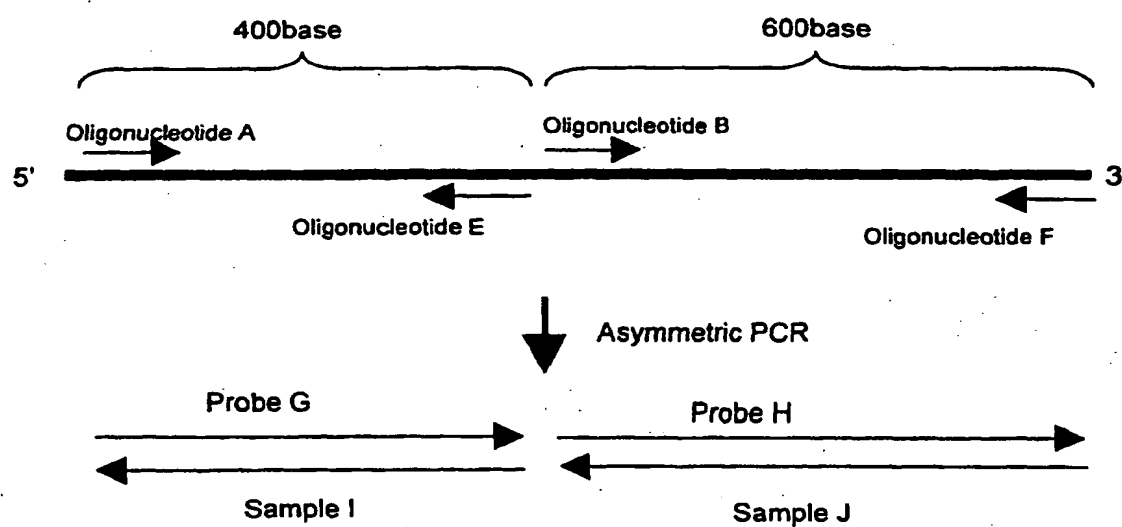 400base
600base
Oligonucleotide A
Oligonucleotide B
5'
3
Oligonucleotide E
Oligonucleotide F
Asymmetric PCR
Probe G
Probe H
Sample I
Sample J